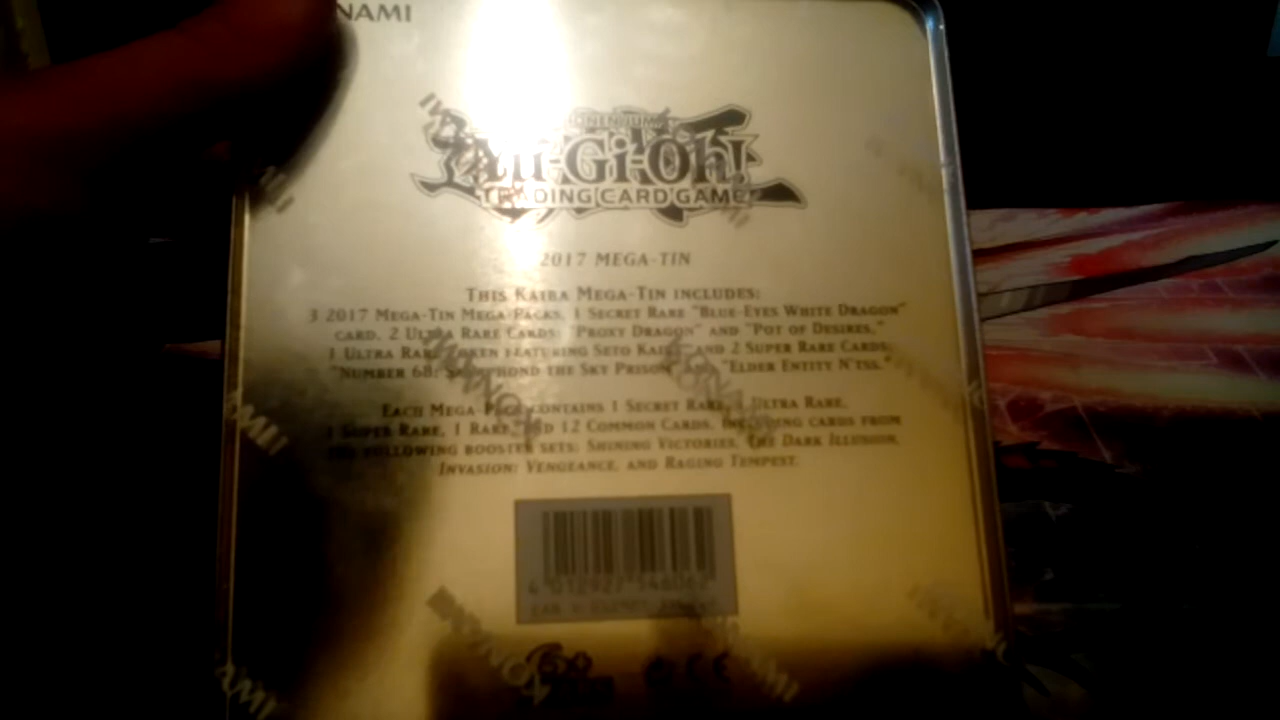 NAMI
Yu-Gi-Oh!
TRADING CARD GAME
2017 MEGA-TIN
THIS KAIBA MEGA-TIN INCLUDES:
3 2017 MEGA-TIN MEGA-PACKS, 1 SECRET RARE "BLUE-EYES WHITE DRAGON"
CARD, 2 ULTRA RARE CARDS: "PROXY DRAGON" AND "POT OF DESIRES,"
1 ULTRA RARE TOKEN FEATURING SETO KAIBA AND 2 SUPER RARE CARDS:
"NUMBER 68: THE SKY PRISON" "ELDER ENTITY N'TSS."
EACH MEGA-PACK CONTAINS 1 SECRET RARE, 1 ULTRA RARE,
1 SUPER RARE, 1 RARE, AND 12 COMMON CARDS, INCLUDING CARDS FROM
THE FOLLOWING BOOSTER SETS: SHINING VICTORIES, THE DARK ILLUSION,
INVASION: VENGEANCE, AND RAGING TEMPEST.
KONAMI